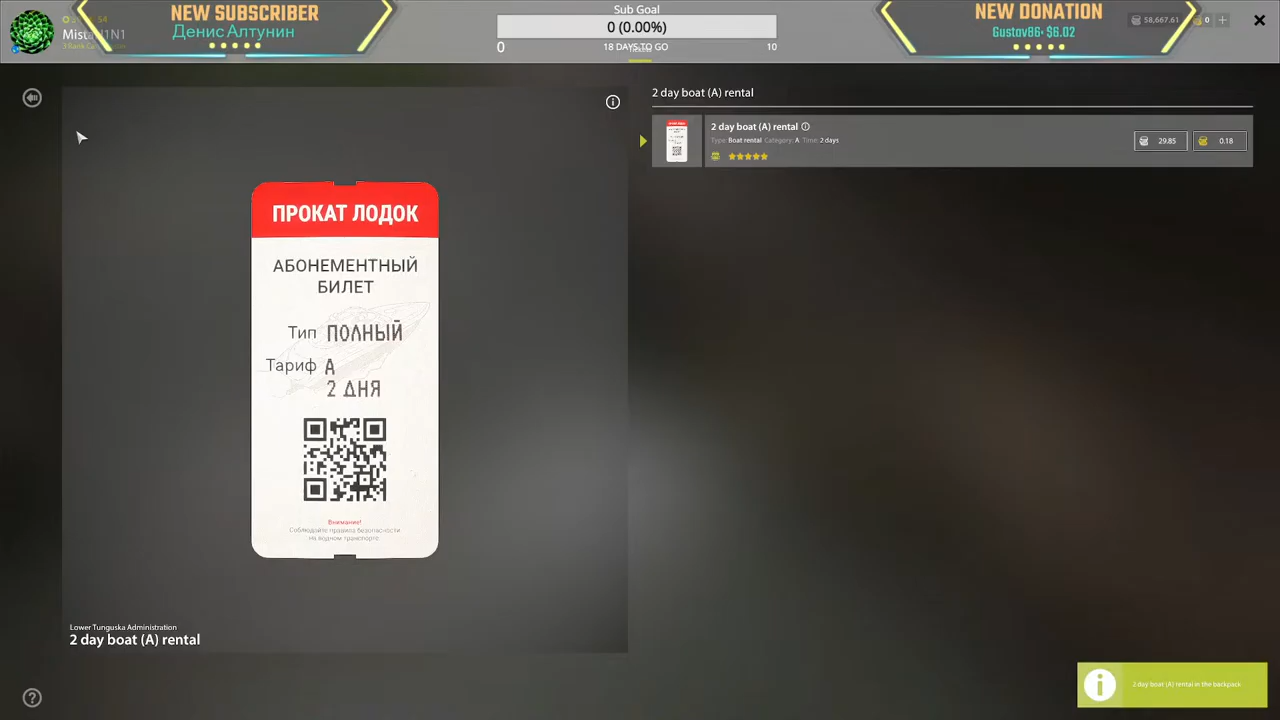 NEW SUBSCRIBER
Денис Алтунин
Sub Goal
0 (0.00%)
0
18 DAYS TO GO
10
NEW DONATION
Gustav86- $6.02
58,667.61
0
2 day boat (A) rental
2 day boat (A) rental
Type: Boat rental Category: A Time: 2 days
29.85
0.18
ПРОКАТ ЛОДОК
АБОНЕМЕНТНЫЙ
БИЛЕТ
Тип ПОЛНЫЙ
Тариф А
2 ДНЯ
Внимание!
Соблюдайте правила безопасности
на водном транспорте
Lower Tunguska Administration
2 day boat (A) rental
2 day boat (A) rental in the backpack